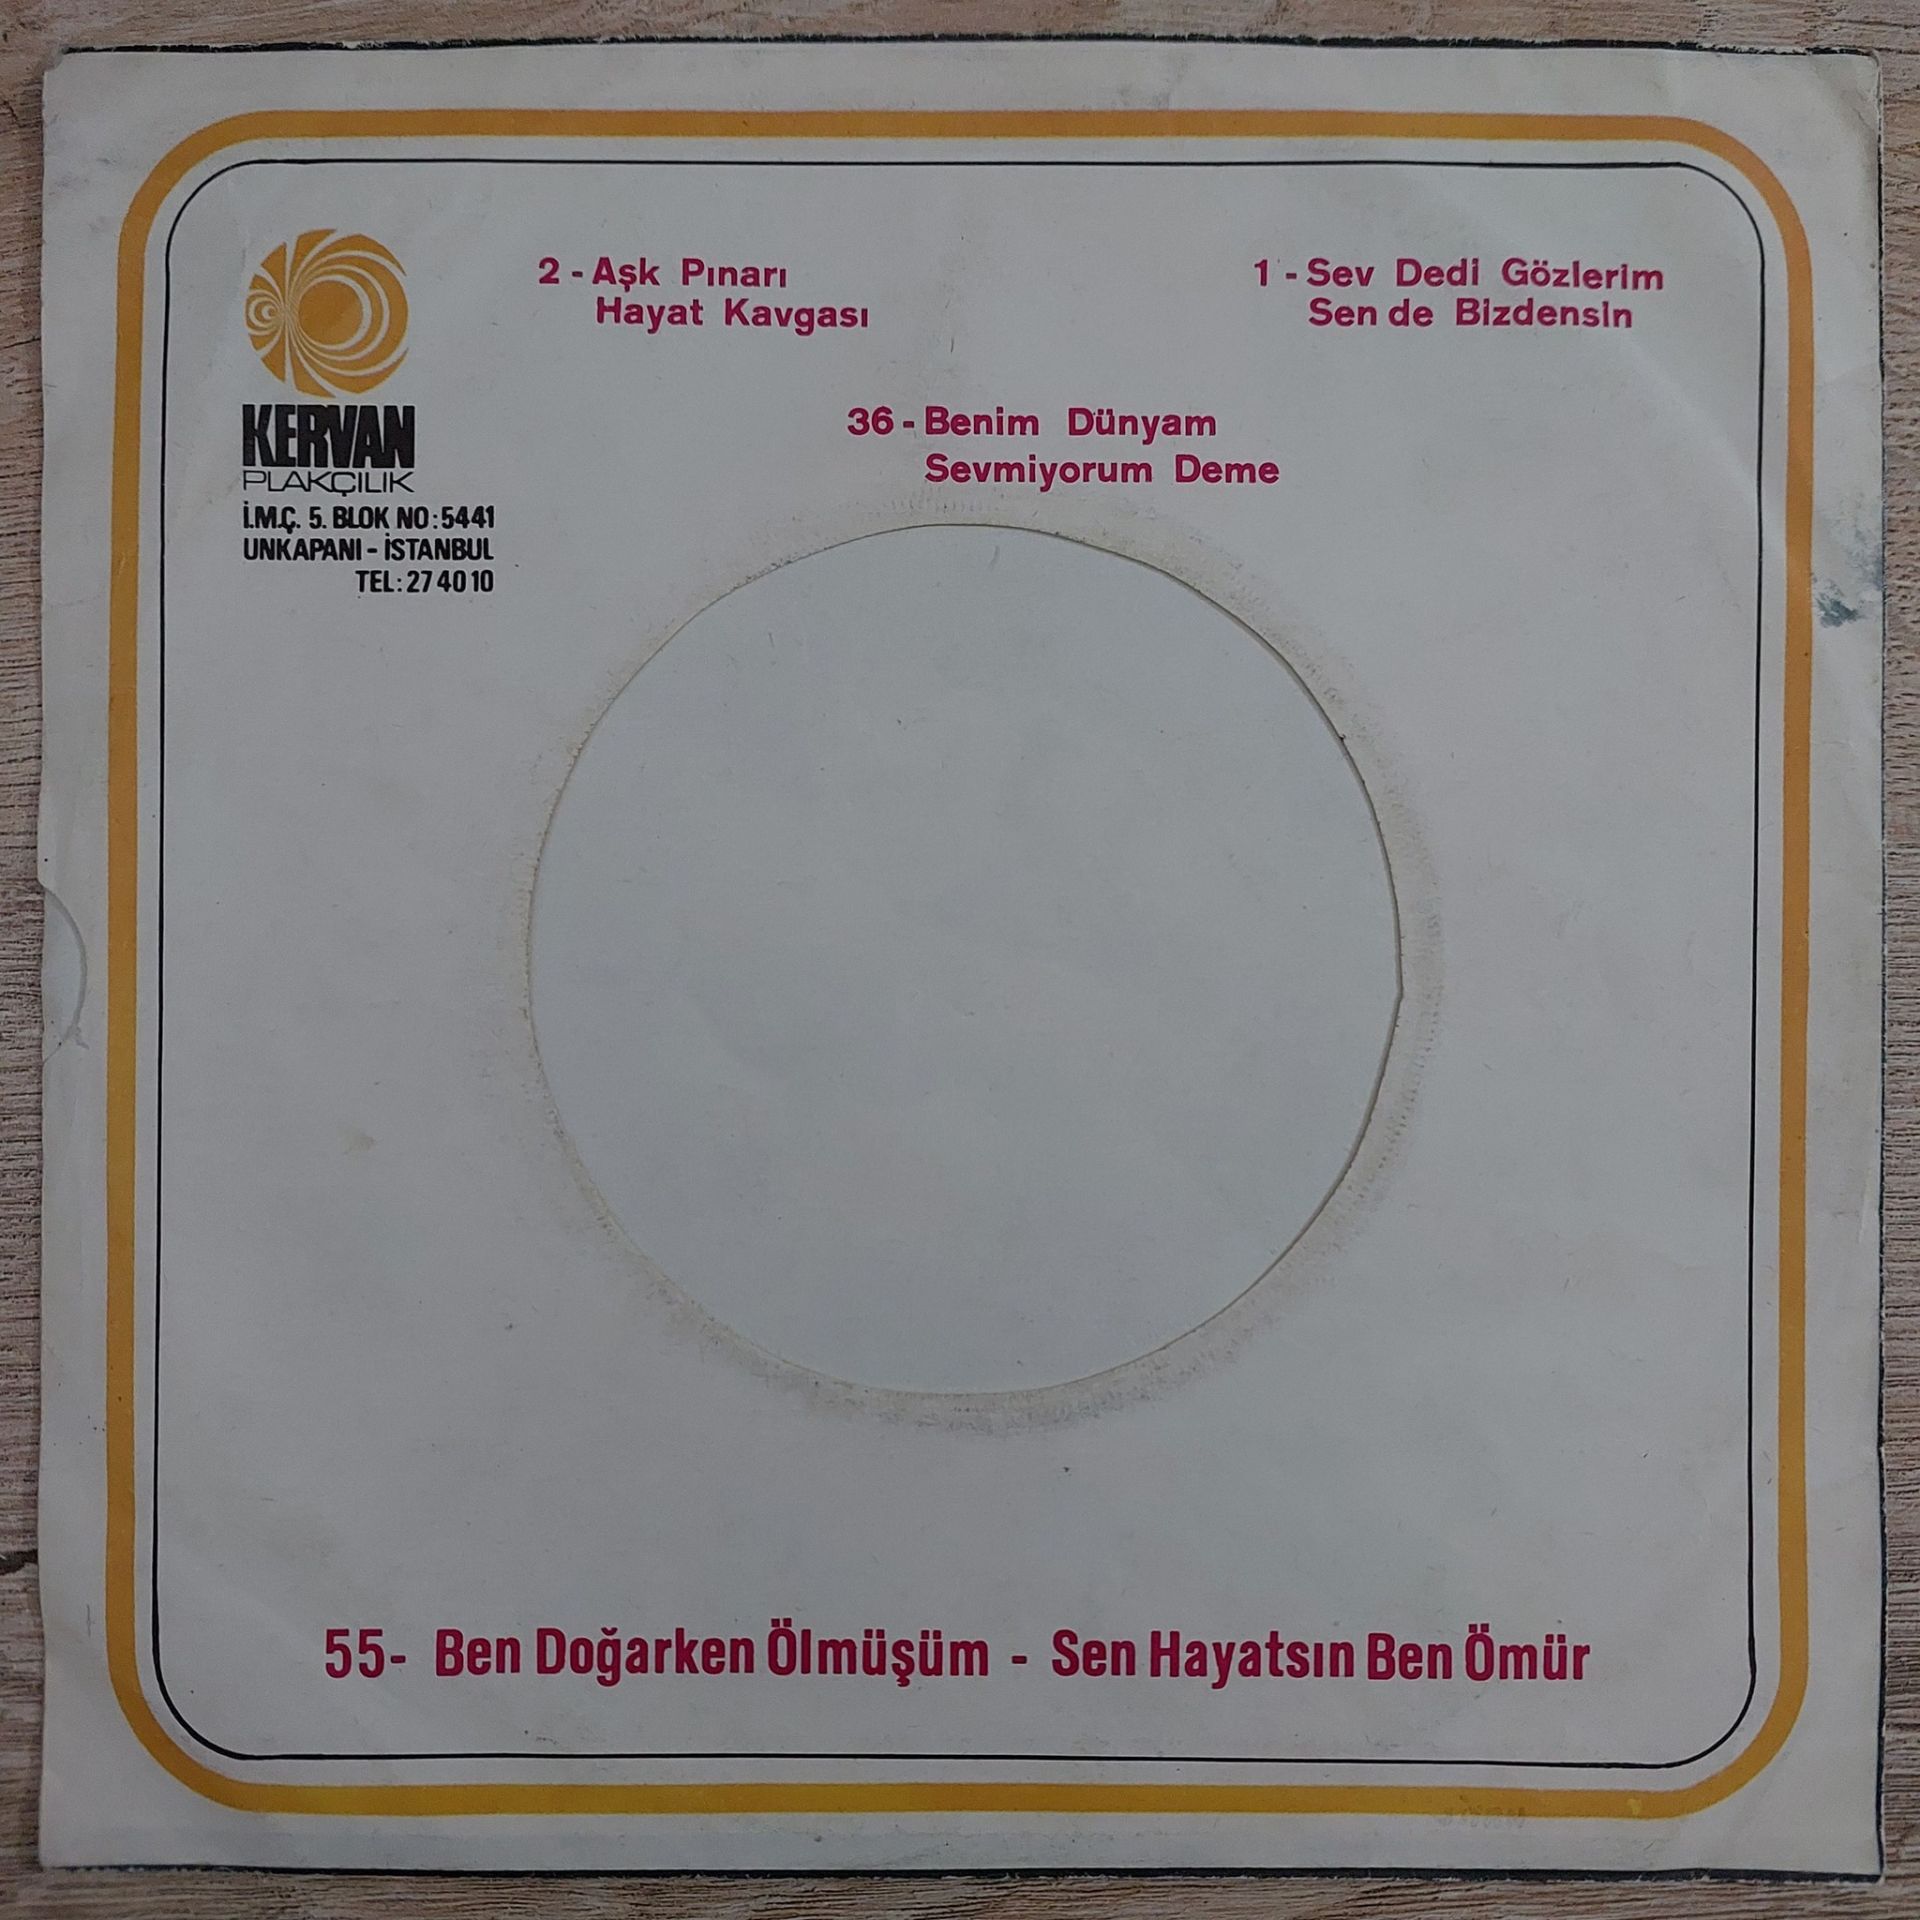 2 - Aşk Pınarı
Hayat Kavgası
1 - Sev Dedi Gözlerim
Sen de Bizdensin
36 - Benim Dünyam
Sevmiyorum Deme
KERVAN
PLAKÇILIK
İ.M.Ç. 5. BLOK NO: 5441
UNKAPANI - İSTANBUL
TEL: 27 40 10
55- Ben Doğarken Ölmüşüm - Sen Hayatsın Ben Ömür